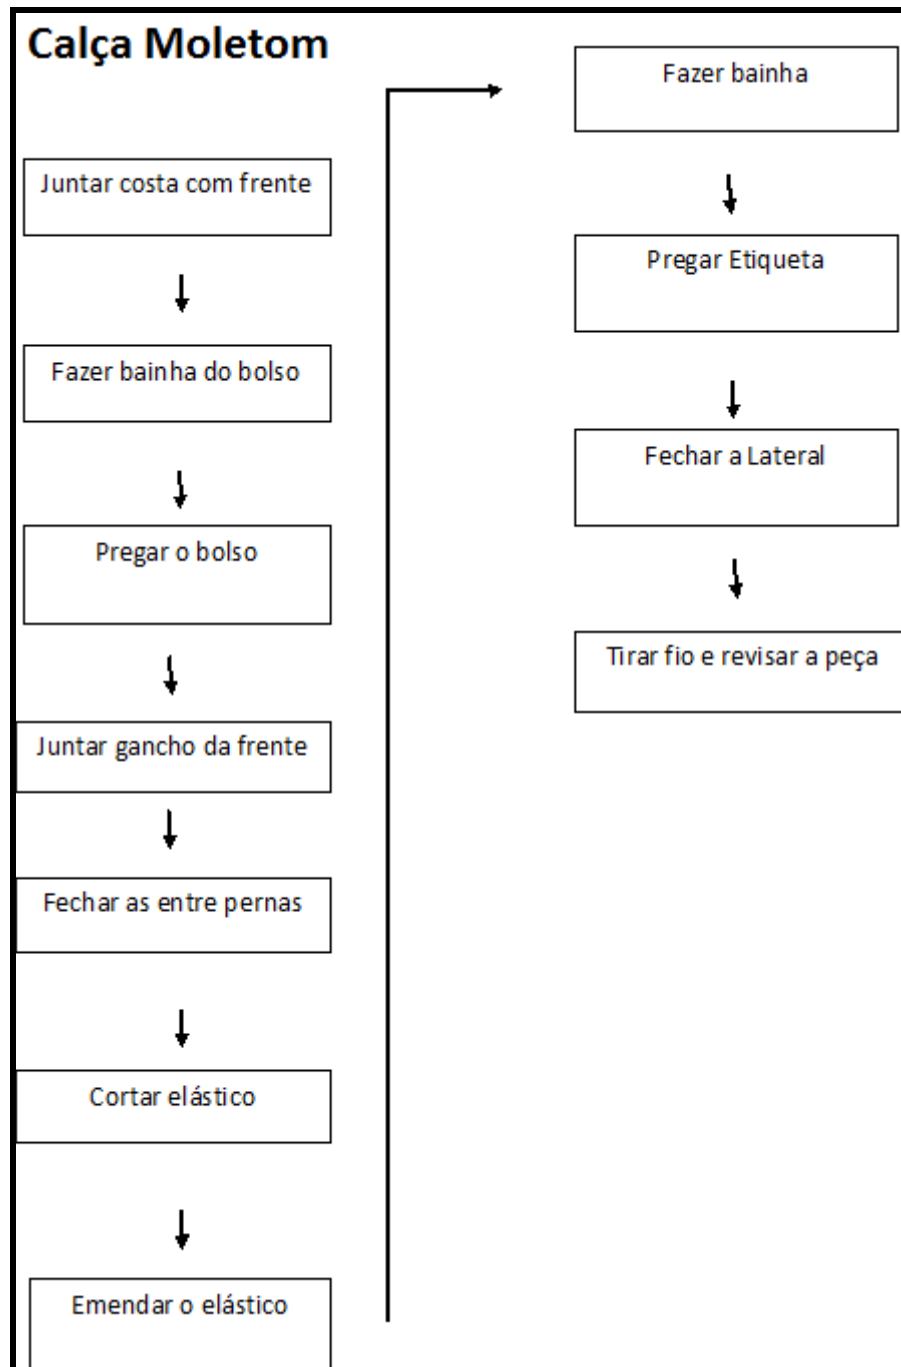 Calça Moletom
Juntar costa com frente
Fazer bainha do bolso
Pregar o bolso
Juntar gancho da frente
Fechar as entre pernas
Cortar elástico
Emendar o elástico
Fazer bainha
Pregar Etiqueta
Fechar a Lateral
Tirar fio e revisar a peça